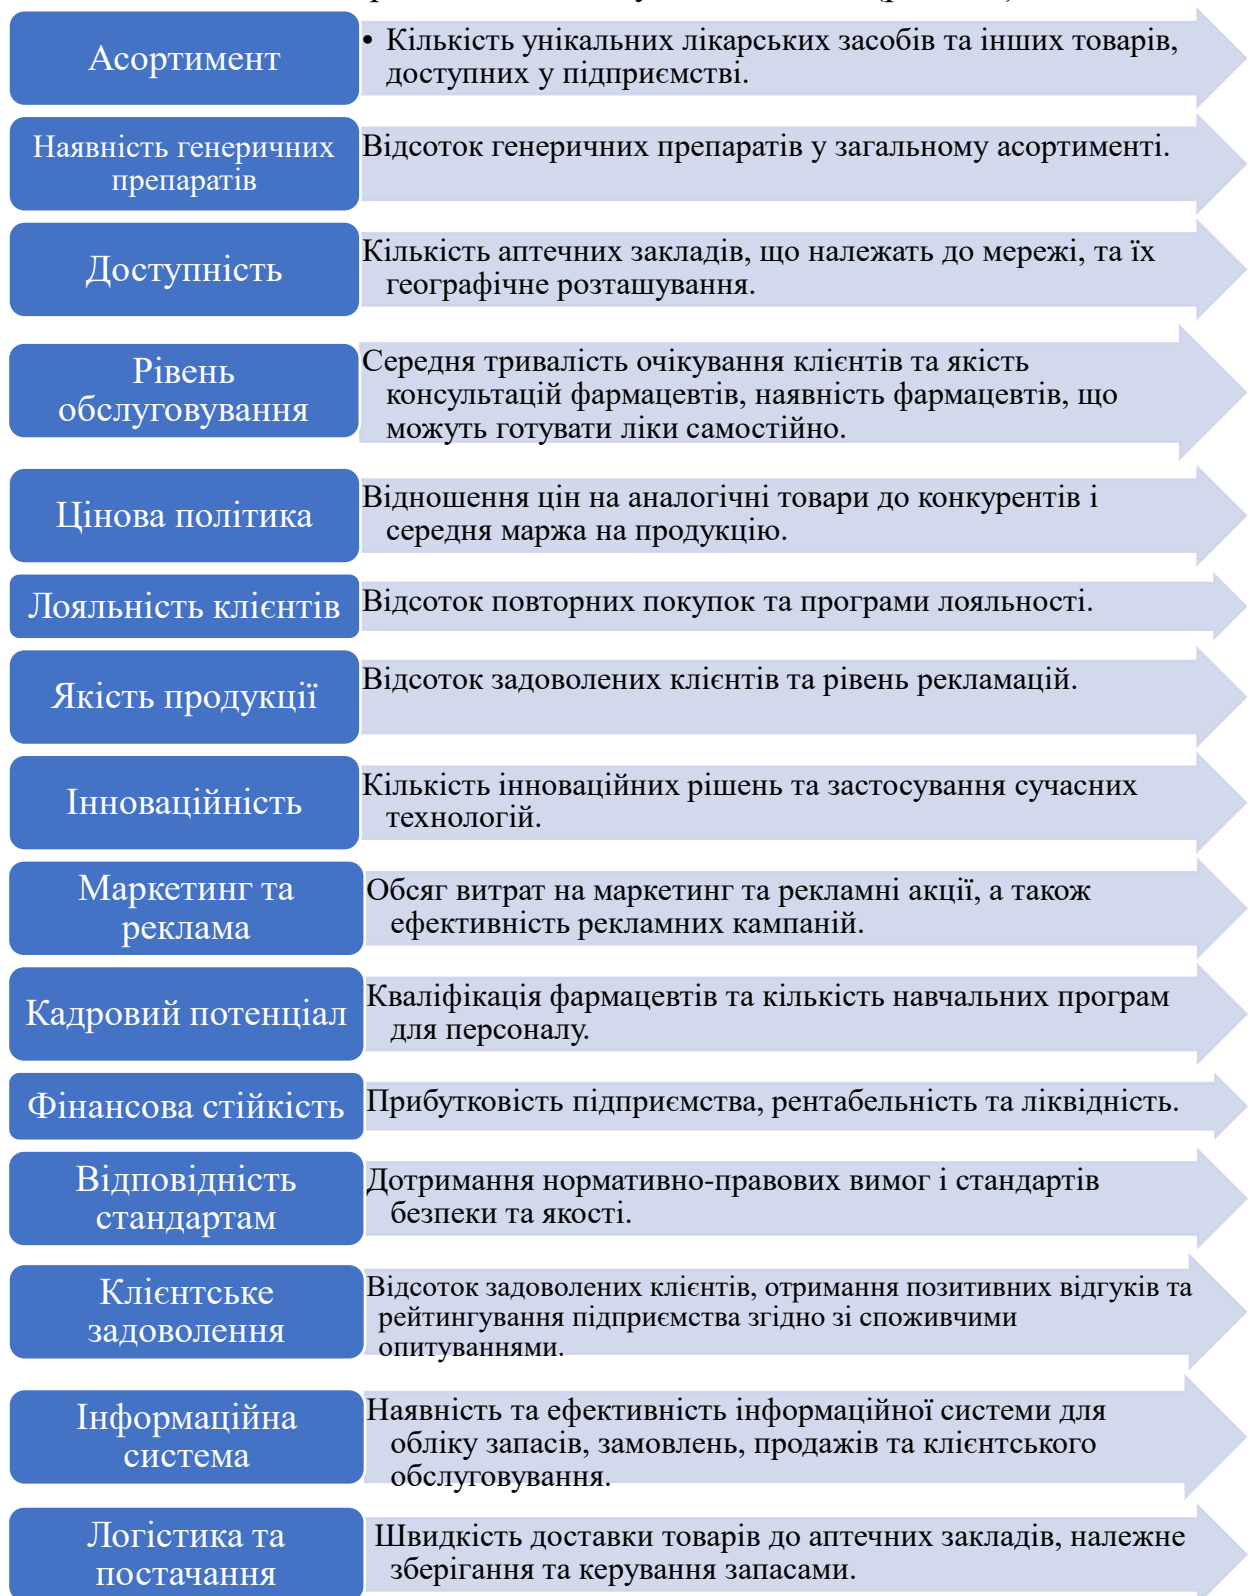 Асортимент
• Кількість унікальних лікарських засобів та інших товарів,
доступних у підприємстві.
Наявність генеричних
препаратів
Відсоток генеричних препаратів у загальному асортименті.
Доступність
Кількість аптечних закладів, що належать до мережі, та їх
географічне розташування.
Рівень
обслуговування
Середня тривалість очікування клієнтів та якість
консультацій фармацевтів, наявність фармацевтів, що
можуть готувати ліки самостійно.
Цінова політика
Відношення цін на аналогічні товари до конкурентів і
середня маржа на продукцію.
Лояльність клієнтів
Відсоток повторних покупок та програми лояльності.
Якість продукції
Відсоток задоволених клієнтів та рівень рекламацій.
Інноваційність
Кількість інноваційних рішень та застосування сучасних
технологій.
Маркетинг та
реклама
Обсяг витрат на маркетинг та рекламні акції, а також
ефективність рекламних кампаній.
Кадровий потенціал
Кваліфікація фармацевтів та кількість навчальних програм
для персоналу.
Фінансова стійкість
Прибутковість підприємства, рентабельність та ліквідність.
Відповідність
стандартам
Дотримання нормативно-правових вимог і стандартів
безпеки та якості.
Клієнтське
задоволення
Відсоток задоволених клієнтів, отримання позитивних відгуків та
рейтингування підприємства згідно зі споживчими
опитуваннями.
Інформаційна
система
Наявність та ефективність інформаційної системи для
обліку запасів, замовлень, продажів та клієнтського
обслуговування.
Логістика та
постачання
Швидкість доставки товарів до аптечних закладів, належне
зберігання та керування запасами.